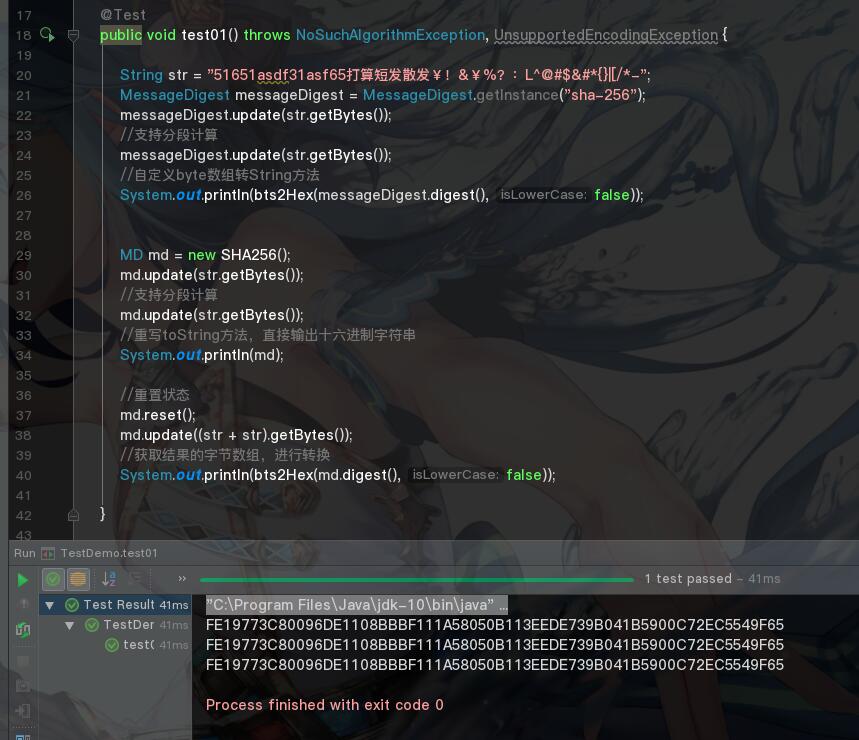 17 @Test
18 public void test01() throws NoSuchAlgorithmException, UnsupportedEncodingException {
19
20 String str = "51651asdf31asf65打算短发散发￥！&￥%？：L^@#$&#*{}|[/*-";
21 MessageDigest messageDigest = MessageDigest.getInstance("sha-256");
22 messageDigest.update(str.getBytes());
23 //支持分段计算
24 messageDigest.update(str.getBytes());
25 //自定义byte数组转String方法
26 System.out.println(bts2Hex(messageDigest.digest(), isLowerCase: false));
27
28
29 MD md = new SHA256();
30 md.update(str.getBytes());
31 //支持分段计算
32 md.update(str.getBytes());
33 //重写toString方法，直接输出十六进制字符串
34 System.out.println(md);
35
36 //重置状态
37 md.reset();
38 md.update((str + str).getBytes());
39 //获取结果的字节数组，进行转换
40 System.out.println(bts2Hex(md.digest(), isLowerCase: false));
41
42 }
43
Run TestDemo.test01
1 test passed – 41ms
Test Result 41ms
"C:\Program Files\Java\jdk-10\bin\java" ...
TestDer 41ms
FE19773C80096DE1108BBBF111A58050B113EEDE739B041B5900C72EC5549F65
test( 41ms
FE19773C80096DE1108BBBF111A58050B113EEDE739B041B5900C72EC5549F65
FE19773C80096DE1108BBBF111A58050B113EEDE739B041B5900C72EC5549F65
Process finished with exit code 0